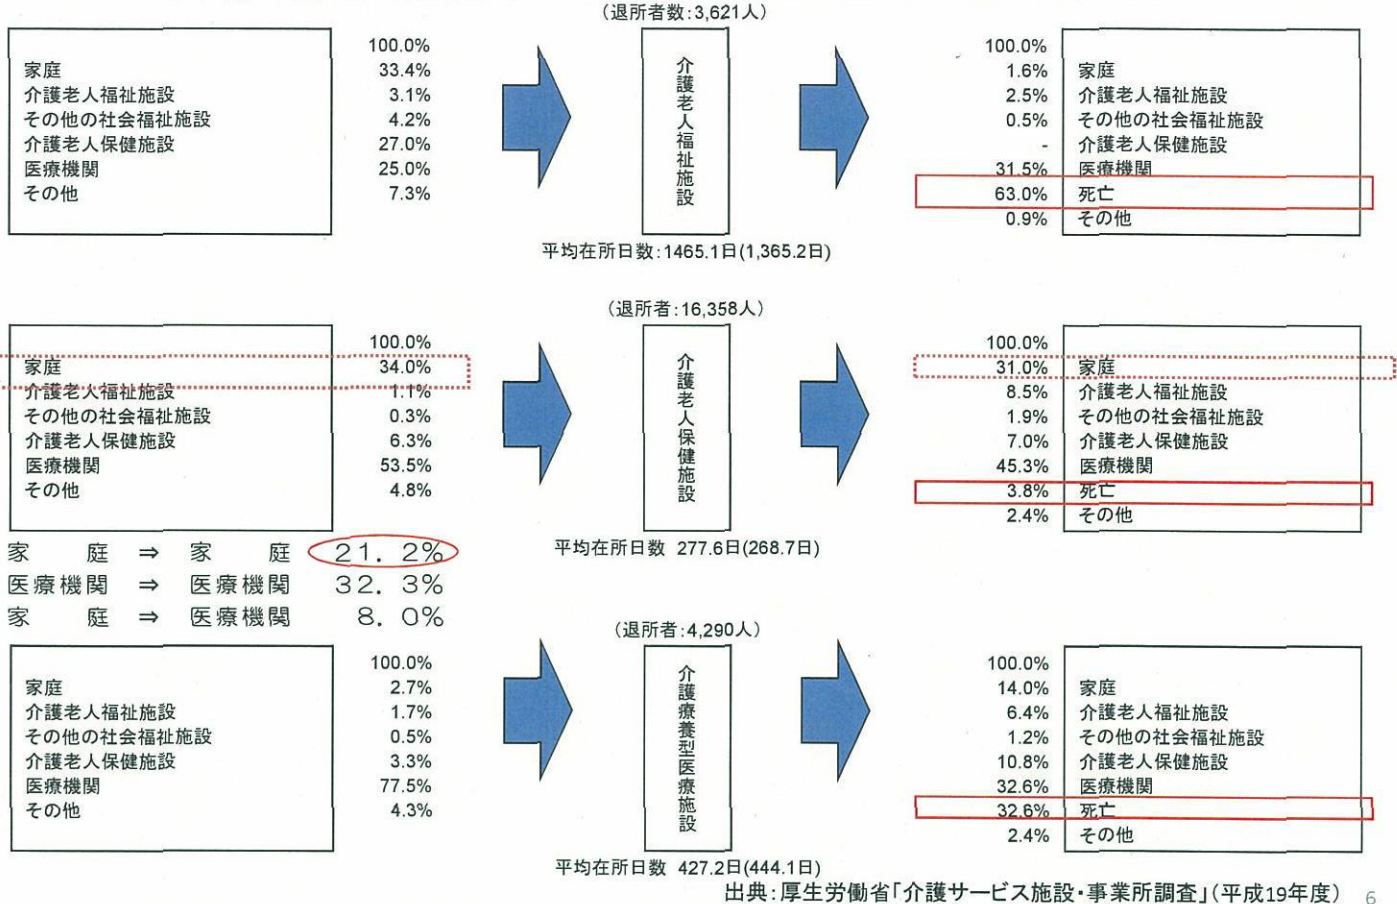 (退所者数:3,621人)
100.0%
家庭 33.4%
介護老人福祉施設 3.1%
その他の社会福祉施設 4.2%
介護老人保健施設 27.0%
医療機関 25.0%
その他 7.3%
介護老人福祉施設
100.0%
1.6% 家庭
2.5% 介護老人福祉施設
0.5% その他の社会福祉施設
- 介護老人保健施設
31.5% 医療機関
63.0% 死亡
0.9% その他
平均在所日数:1465.1日(1,365.2日)
(退所者:16,358人)
100.0%
家庭 34.0%
介護老人福祉施設 1.1%
その他の社会福祉施設 0.3%
介護老人保健施設 6.3%
医療機関 53.5%
その他 4.8%
介護老人保健施設
100.0%
31.0% 家庭
8.5% 介護老人福祉施設
1.9% その他の社会福祉施設
7.0% 介護老人保健施設
45.3% 医療機関
3.8% 死亡
2.4% その他
平均在所日数 277.6日(268.7日)
家 庭 ⇒ 家 庭 21.2%
医療機関 ⇒ 医療機関 32.3%
家 庭 ⇒ 医療機関 8.0%
(退所者:4,290人)
100.0%
家庭 2.7%
介護老人福祉施設 1.7%
その他の社会福祉施設 0.5%
介護老人保健施設 3.3%
医療機関 77.5%
その他 4.3%
介護療養型医療施設
100.0%
14.0% 家庭
6.4% 介護老人福祉施設
1.2% その他の社会福祉施設
10.8% 介護老人保健施設
32.6% 医療機関
32.6% 死亡
2.4% その他
平均在所日数 427.2日(444.1日)
出典:厚生労働省「介護サービス施設・事業所調査」(平成19年度) 6